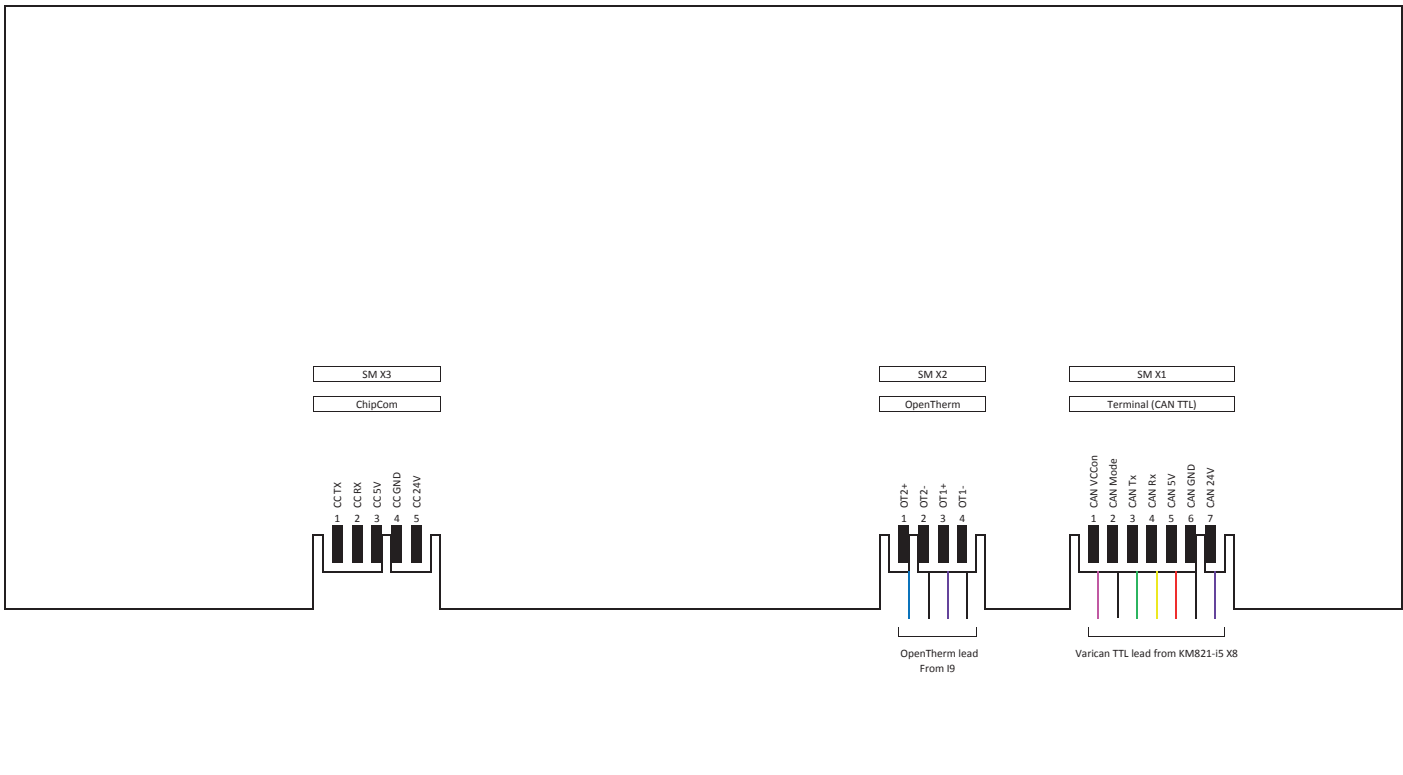 SM X3
ChipCom
CC TX
CC RX
CC 5V
CC GND
CC 24V
1 2 3 4 5
SM X2
OpenTherm
OT2+
OT2-
OT1+
OT1-
1 2 3 4
OpenTherm lead
From I9
SM X1
Terminal (CAN TTL)
CAN VCCon
CAN Mode
CAN Tx
CAN Rx
CAN 5V
CAN GND
CAN 24V
1 2 3 4 5 6 7
Varican TTL lead from KM821-i5 X8